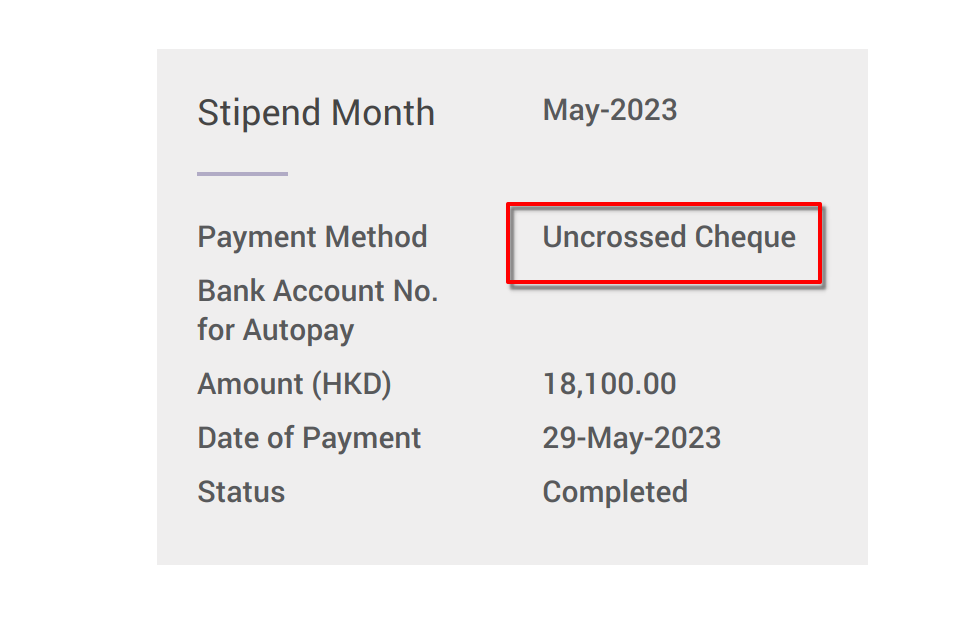 Stipend Month May-2023
Payment Method Uncrossed Cheque
Bank Account No.
for Autopay
Amount (HKD) 18,100.00
Date of Payment 29-May-2023
Status Completed